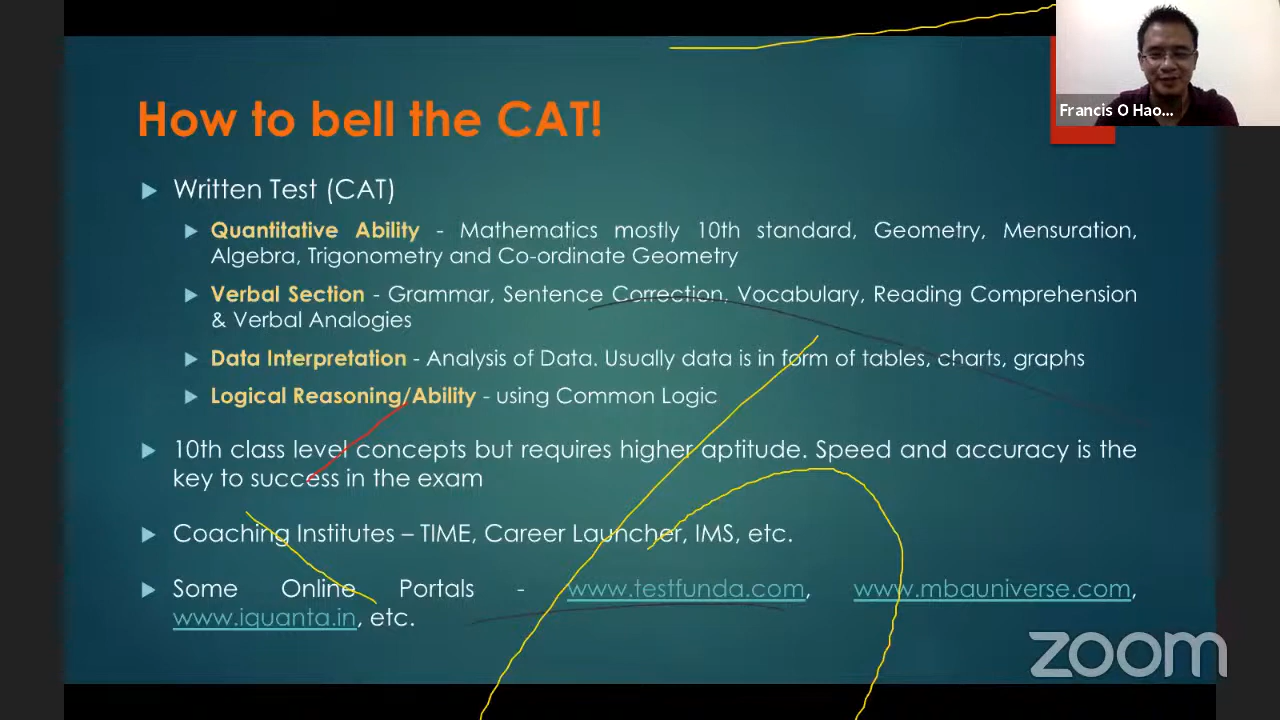 How to bell the CAT!
Francis O Hao...
Written Test (CAT)
Quantitative Ability - Mathematics mostly 10th standard, Geometry, Mensuration,
Algebra, Trigonometry and Co-ordinate Geometry
Verbal Section - Grammar, Sentence Correction, Vocabulary, Reading Comprehension
& Verbal Analogies
Data Interpretation - Analysis of Data. Usually data is in form of tables, charts, graphs
Logical Reasoning/Ability - using Common Logic
10th class level concepts but requires higher aptitude. Speed and accuracy is the
key to success in the exam
Coaching Institutes – TIME, Career Launcher, IMS, etc.
Some Online Portals - www.testfunda.com, www.mbauniverse.com,
www.iquanta.in, etc.
zoom